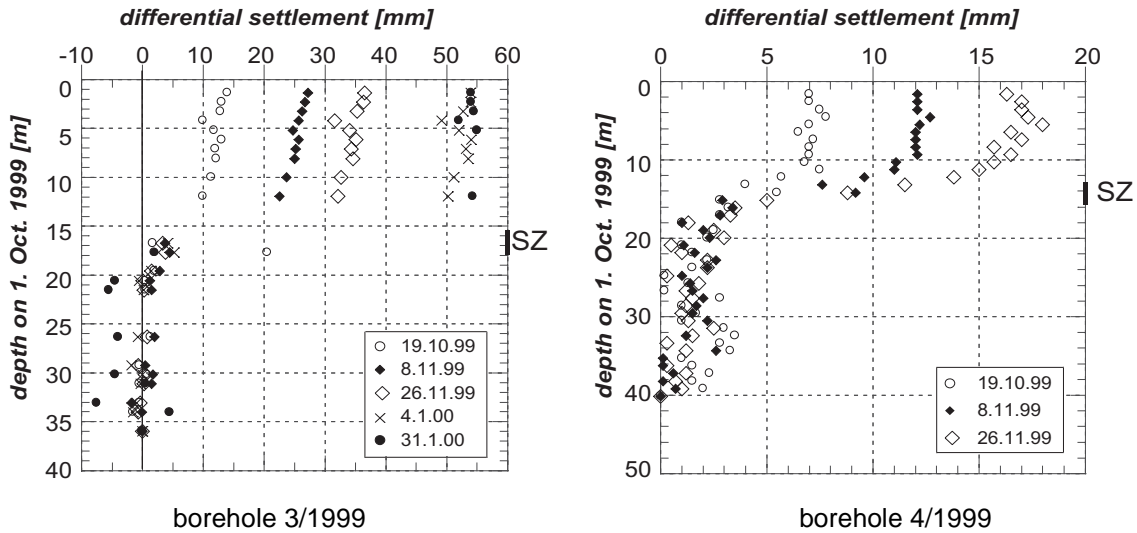 differential settlement [mm]
-10 0 10 20 30 40 50 60
depth on 1. Oct. 1999 [m]
0
5
10
15
20
25
30
35
40
SZ
19.10.99
8.11.99
26.11.99
4.1.00
31.1.00
borehole 3/1999
differential settlement [mm]
0 5 10 15 20
depth on 1. Oct. 1999 [m]
0
10
20
30
40
50
SZ
19.10.99
8.11.99
26.11.99
borehole 4/1999